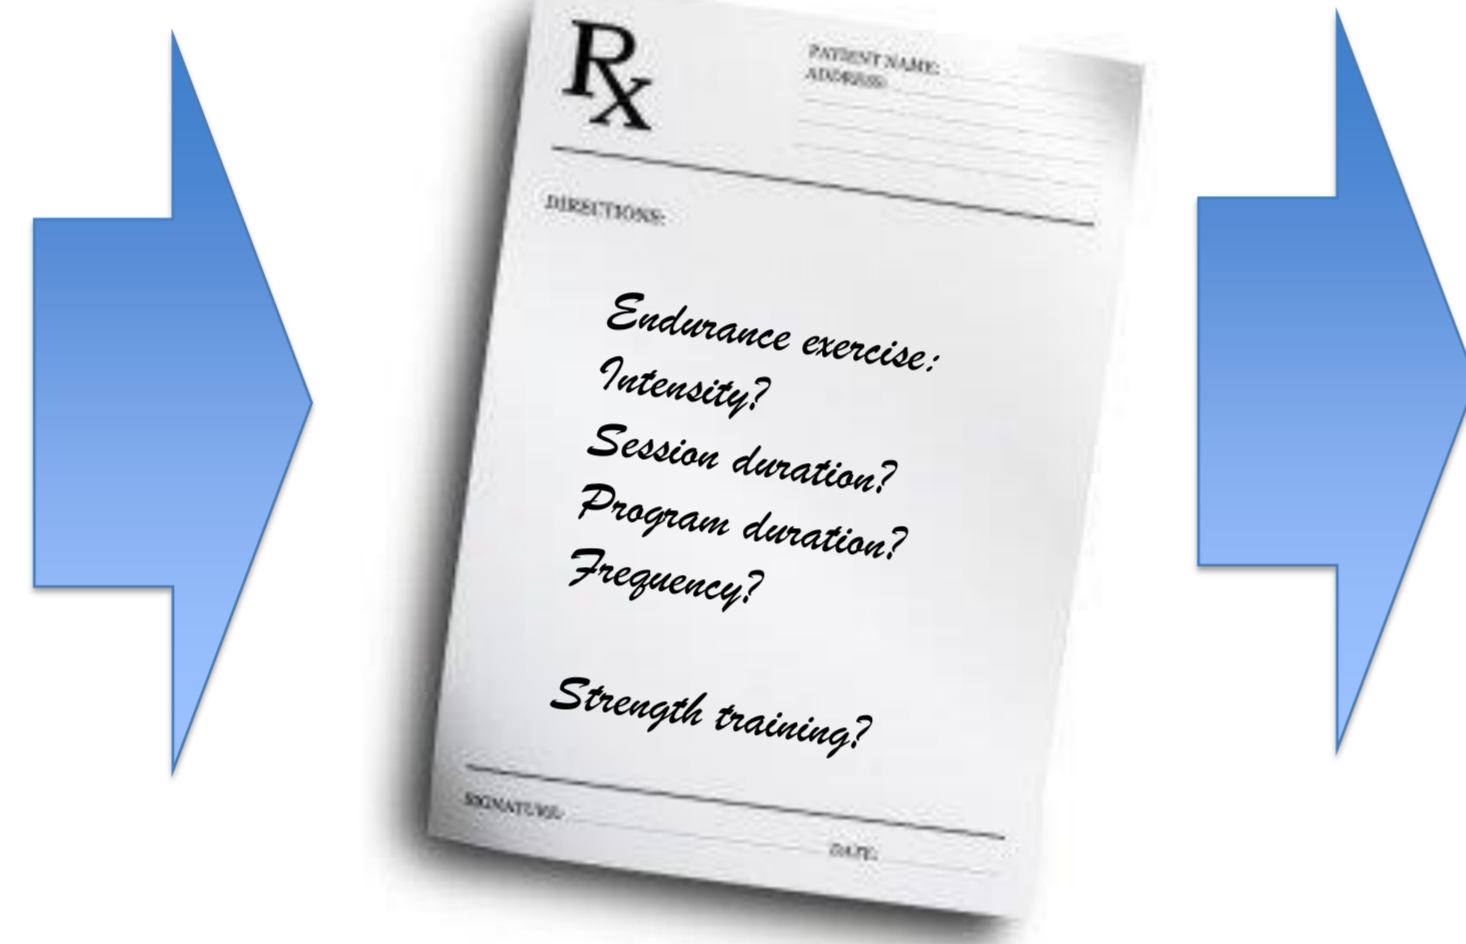 Rx
PATIENT NAME:
ADDRESS:
DIRECTIONS:
Endurance exercise:
Intensity?
Session duration?
Program duration?
Frequency?
Strength training?
SIGNATURE:
DATE: